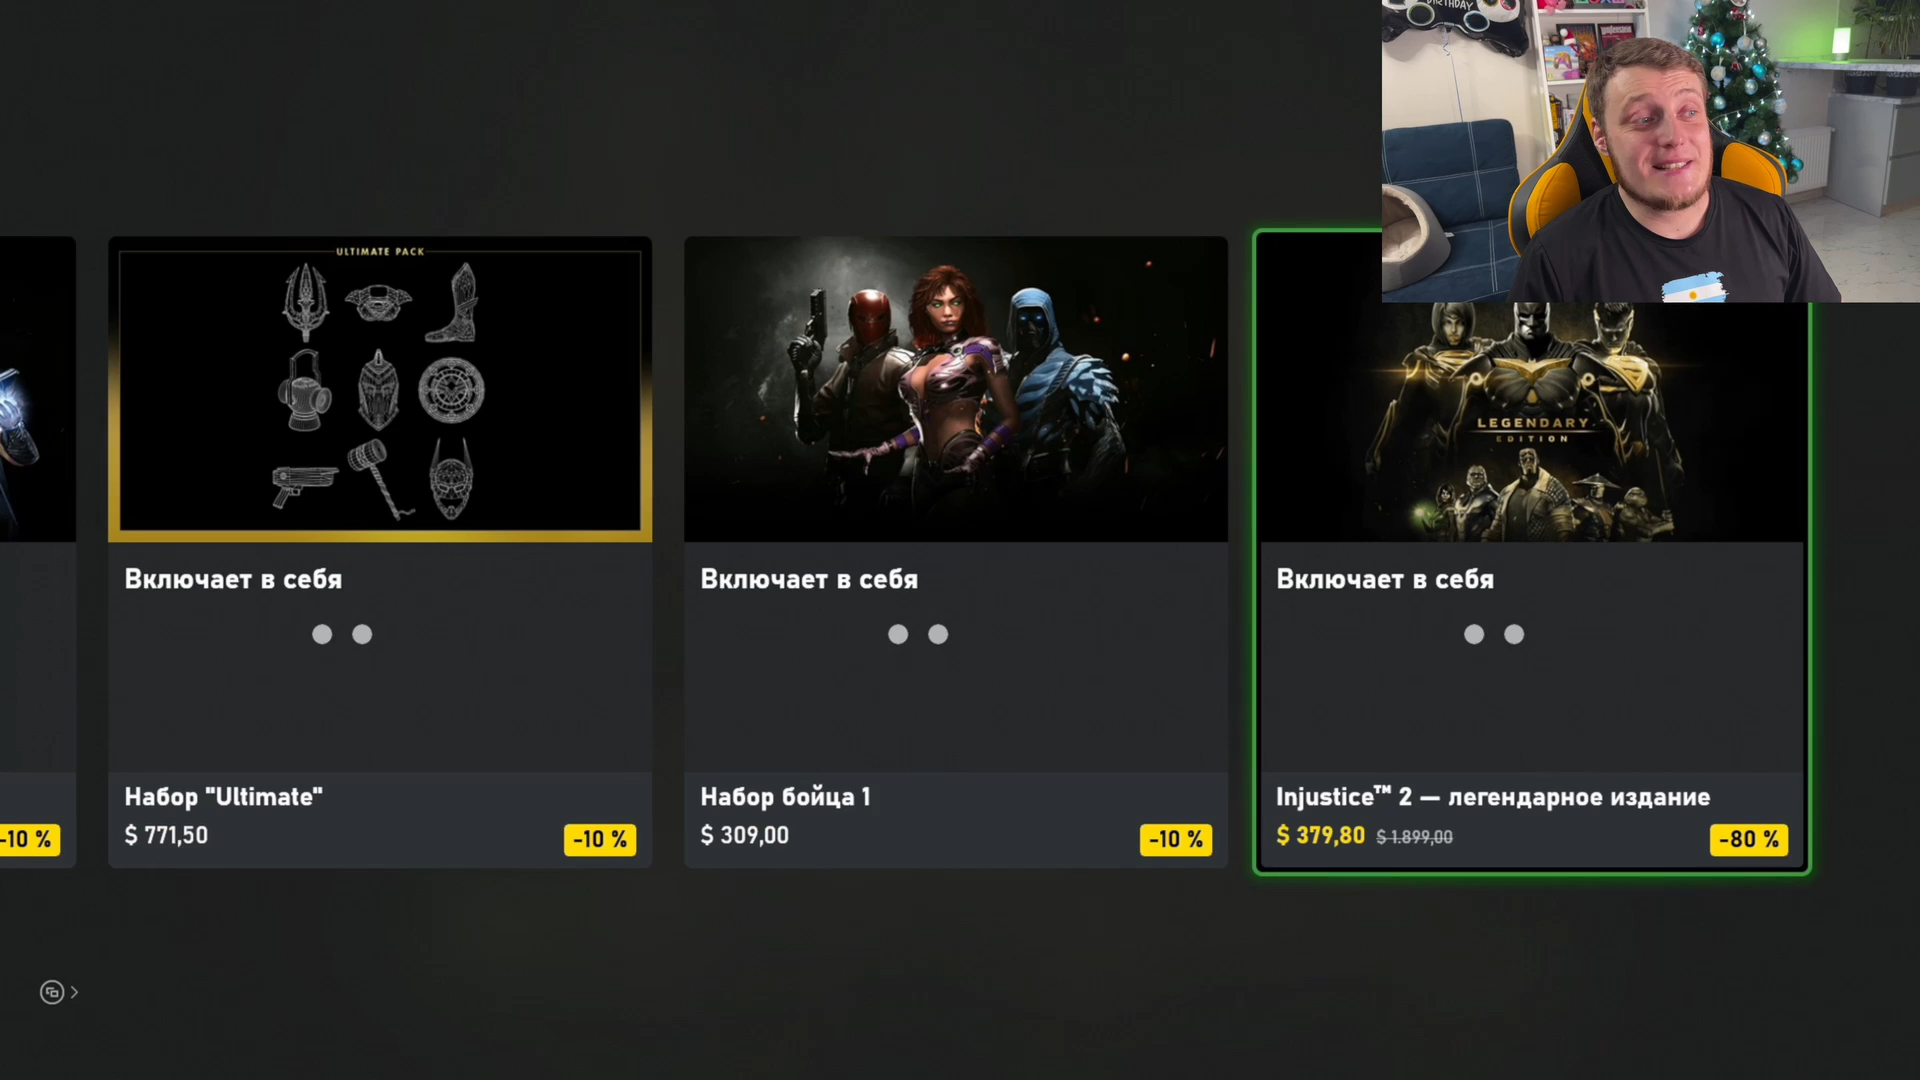 BIRTHDAY
ULTIMATE PACK
LEGENDARY
EDITION
Включает в себя
Включает в себя
Включает в себя
-10 %
Набор "Ultimate"
$ 771,50
-10 %
Набор бойца 1
$ 309,00
-10 %
Injustice™ 2 — легендарное издание
$ 379,80 $ 1.899,00
-80 %